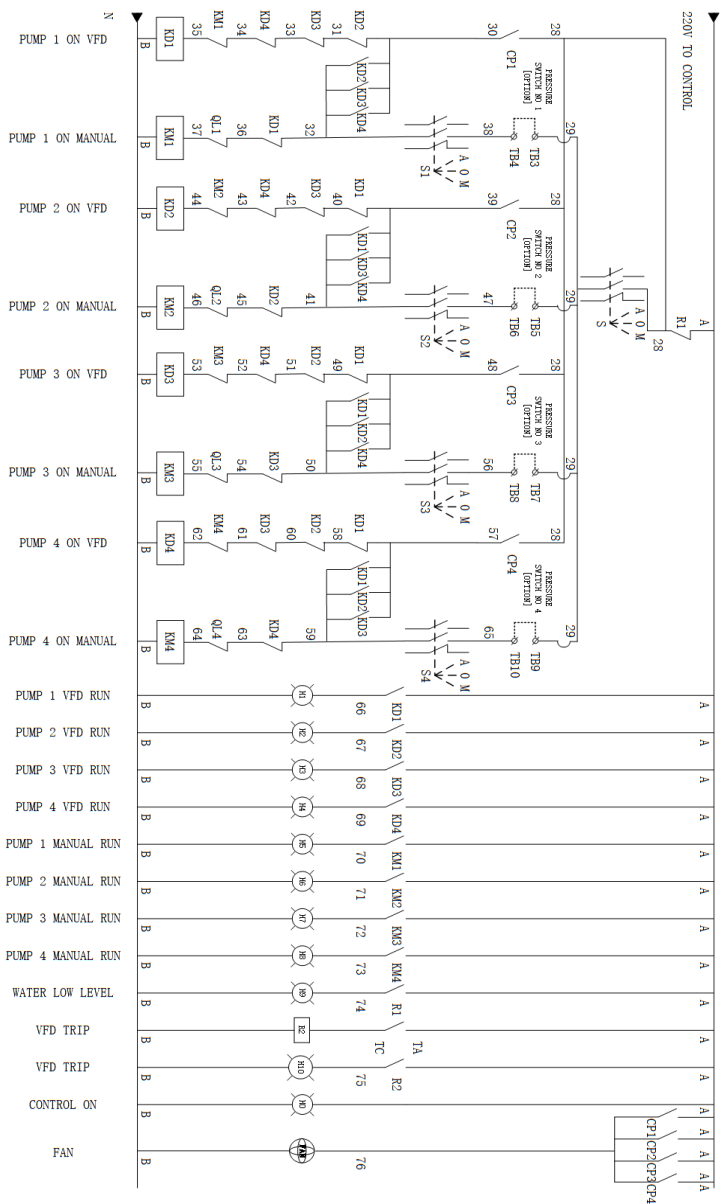 N
220V TO CONTROL
PUMP 1 ON VFD
B
KD1
35
KM1
34
KD4
33
KD3
31
KD2
30
CP1
28
KD2
KD3
KD4
PRESSURE
SWITCH NO 1
[OPTION]
PUMP 1 ON MANUAL
B
KM1
37
QL1
36
KD1
32
38
TB4
TB3
29
S1
A O M
PUMP 2 ON VFD
B
KD2
44
KM2
43
KD4
42
KD3
40
KD1
39
CP2
28
KD1
KD3
KD4
PRESSURE
SWITCH NO 2
[OPTION]
PUMP 2 ON MANUAL
B
KM2
46
QL2
45
KD2
41
47
TB6
TB5
29
S2
A O M
S
A O M
28
R1
A
PUMP 3 ON VFD
B
KD3
53
KM3
52
KD4
51
KD2
49
KD1
48
CP3
28
KD1
KD2
KD4
PRESSURE
SWITCH NO 3
[OPTION]
PUMP 3 ON MANUAL
B
KM3
55
QL3
54
KD3
50
56
TB8
TB7
29
S3
A O M
PUMP 4 ON VFD
B
KD4
62
KM4
61
KD3
60
KD2
58
KD1
57
CP4
28
KD1
KD2
KD3
PRESSURE
SWITCH NO 4
[OPTION]
PUMP 4 ON MANUAL
B
KM4
64
QL4
63
KD4
59
65
TB10
TB9
29
S4
A O M
PUMP 1 VFD RUN
B
H1
66
KD1
A
PUMP 2 VFD RUN
B
H2
67
KD2
A
PUMP 3 VFD RUN
B
H3
68
KD3
A
PUMP 4 VFD RUN
B
H4
69
KD4
A
PUMP 1 MANUAL RUN
B
H5
70
KM1
A
PUMP 2 MANUAL RUN
B
H6
71
KM2
A
PUMP 3 MANUAL RUN
B
H7
72
KM3
A
PUMP 4 MANUAL RUN
B
H8
73
KM4
A
WATER LOW LEVEL
B
H9
74
R1
A
VFD TRIP
B
R2
TC
TA
A
VFD TRIP
B
H10
75
R2
A
CONTROL ON
B
H0
A
FAN
B
FAN
76
CP1
CP2
CP3
CP4
A
A
A
A